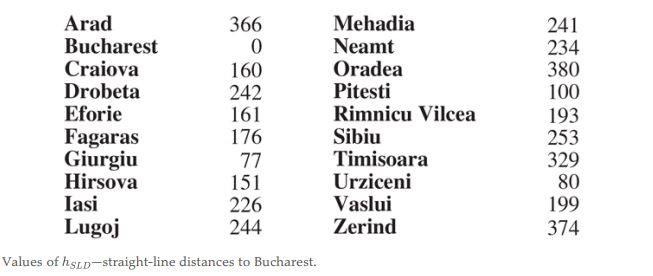 Arad 366 Mehadia 241
Bucharest 0 Neamt 234
Craiova 160 Oradea 380
Drobeta 242 Pitesti 100
Eforie 161 Rimnicu Vilcea 193
Fagaras 176 Sibiu 253
Giurgiu 77 Timisoara 329
Hirsova 151 Urziceni 80
Iasi 226 Vaslui 199
Lugoj 244 Zerind 374
Values of hSLD—straight-line distances to Bucharest.